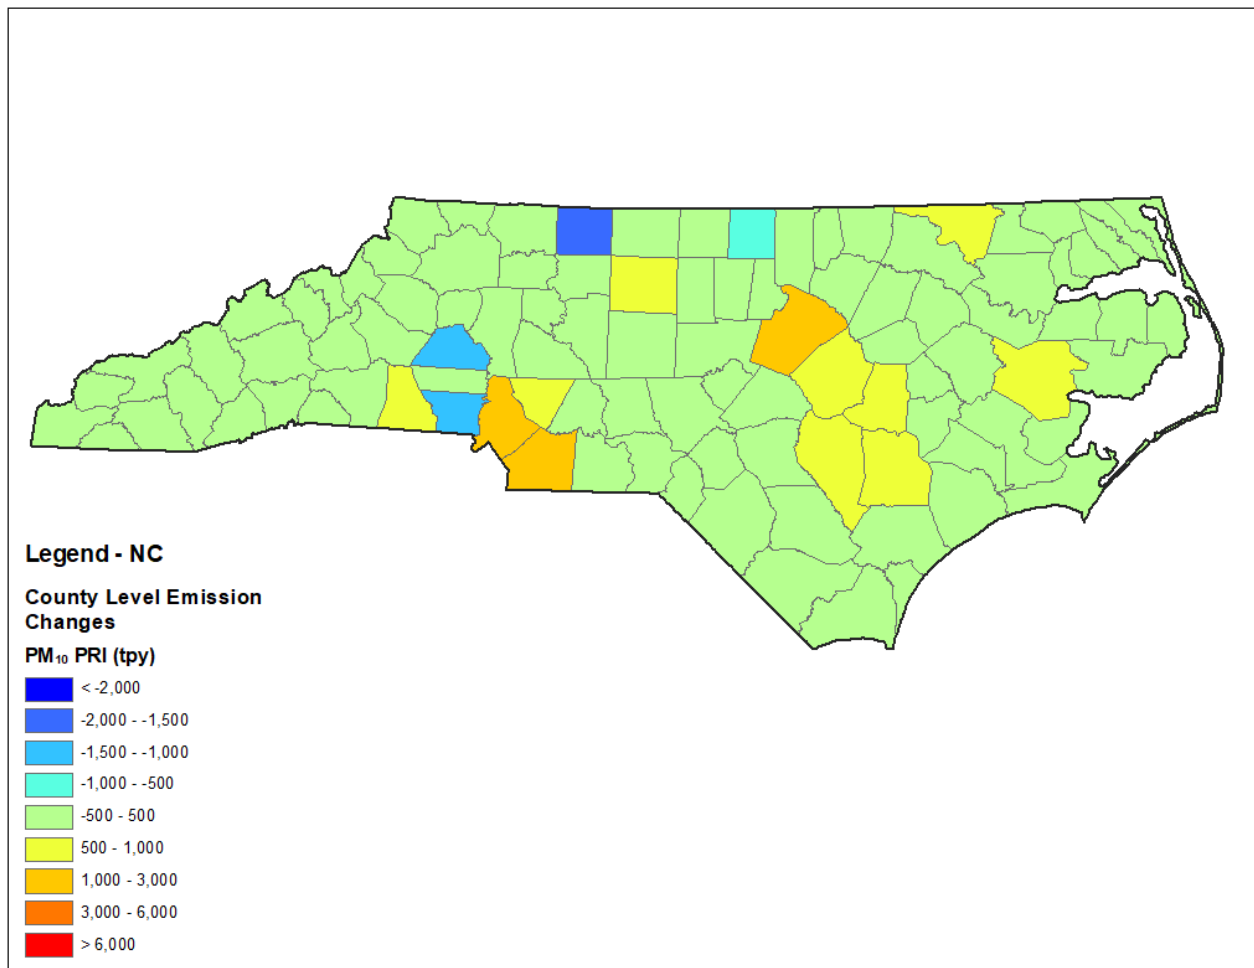 Legend - NC
County Level Emission
Changes
PM₁₀ PRI (tpy)
< -2,000
-2,000 - -1,500
-1,500 - -1,000
-1,000 - -500
-500 - 500
500 - 1,000
1,000 - 3,000
3,000 - 6,000
> 6,000